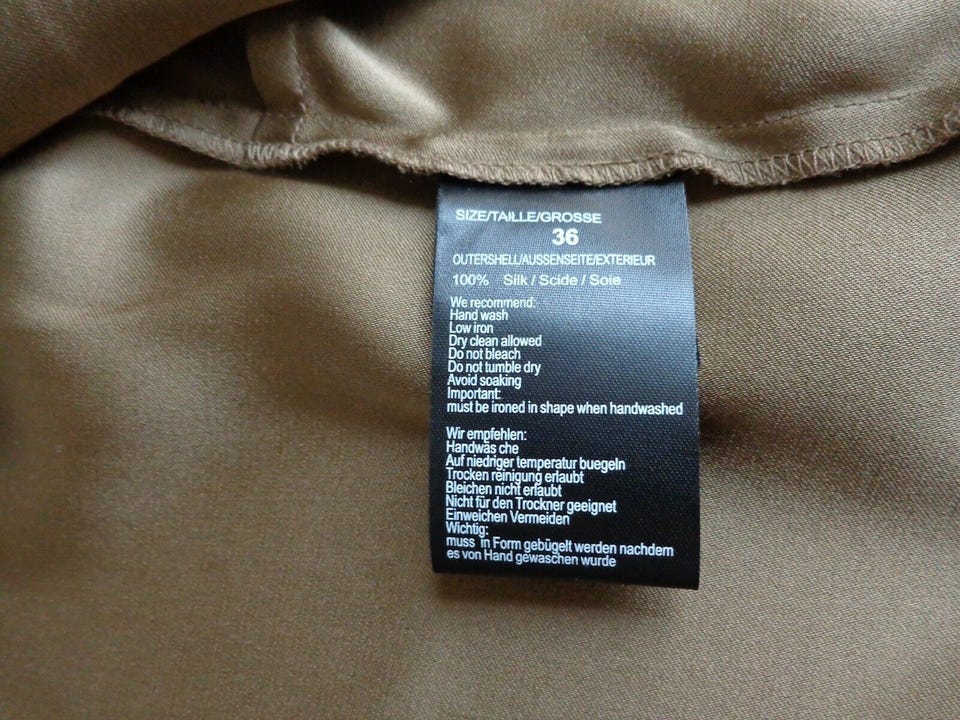 SIZE/TAILLE/GROSSE
36
OUTERSHELL/AUSSENSEITE/EXTERIEUR
100% Silk / Scide / Soie
We recommend:
Hand wash
Low iron
Dry clean allowed
Do not bleach
Do not tumble dry
Avoid soaking
Important:
must be ironed in shape when handwashed
Wir empfehlen:
Handwäs che
Auf niedriger temperatur buegeln
Trocken reinigung erlaubt
Bleichen nicht erlaubt
Nicht für den Trockner geeignet
Einweichen Vermeiden
Wichtig:
muss in Form gebügelt werden nachdem
es von Hand gewaschen wurde